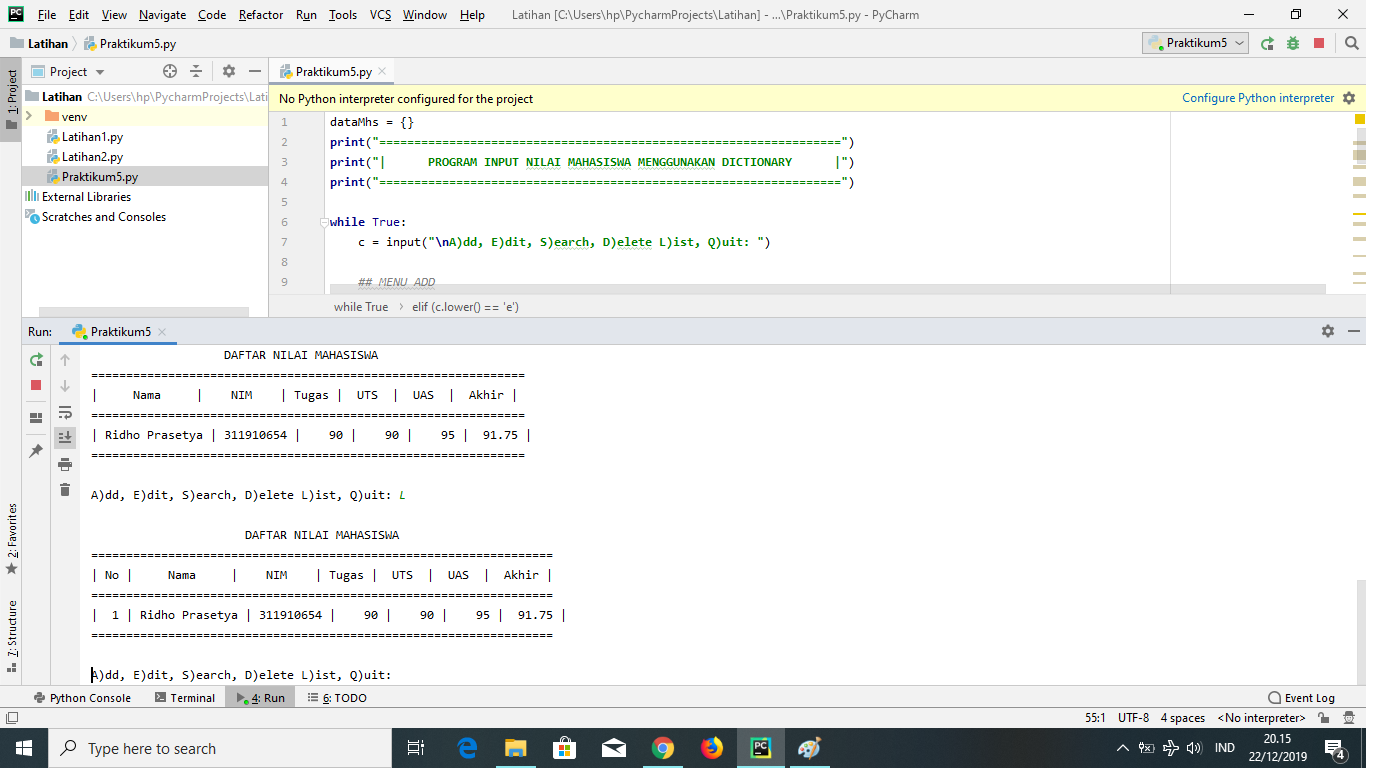 File Edit View Navigate Code Refactor Run Tools VCS Window Help Latihan [C:\Users\hp\PycharmProjects\Latihan] - ...\Praktikum5.py - PyCharm
Latihan Praktikum5.py Praktikum5
1: Project
Project
Praktikum5.py
Latihan C:\Users\hp\PycharmProjects\Lati
venv
Latihan1.py
Latihan2.py
Praktikum5.py
External Libraries
Scratches and Consoles
No Python interpreter configured for the project Configure Python interpreter
1 dataMhs = {}
2 print("==================================================================")
3 print("|      PROGRAM INPUT NILAI MAHASISWA MENGGUNAKAN DICTIONARY      |")
4 print("==================================================================")
5
6 while True:
7     c = input("\nA)dd, E)dit, S)earch, D)elete L)ist, Q)uit: ")
8
9     ## MENU ADD
while True elif (c.lower() == 'e')
Run: Praktikum5
                   DAFTAR NILAI MAHASISWA
==============================================================
|     Nama     |    NIM    | Tugas |  UTS  |  UAS  |  Akhir |
==============================================================
| Ridho Prasetya | 311910654 |    90 |    90 |    95 |  91.75 |
==============================================================
A)dd, E)dit, S)earch, D)elete L)ist, Q)uit: L
                      DAFTAR NILAI MAHASISWA
==================================================================
| No |     Nama     |    NIM    | Tugas |  UTS  |  UAS  |  Akhir |
==================================================================
|  1 | Ridho Prasetya | 311910654 |    90 |    90 |    95 |  91.75 |
==================================================================
A)dd, E)dit, S)earch, D)elete L)ist, Q)uit:
2: Favorites
7: Structure
Python Console Terminal 4: Run 6: TODO Event Log
55:1 UTF-8 4 spaces <No interpreter>
Type here to search
PC
IND
20.15
22/12/2019
4